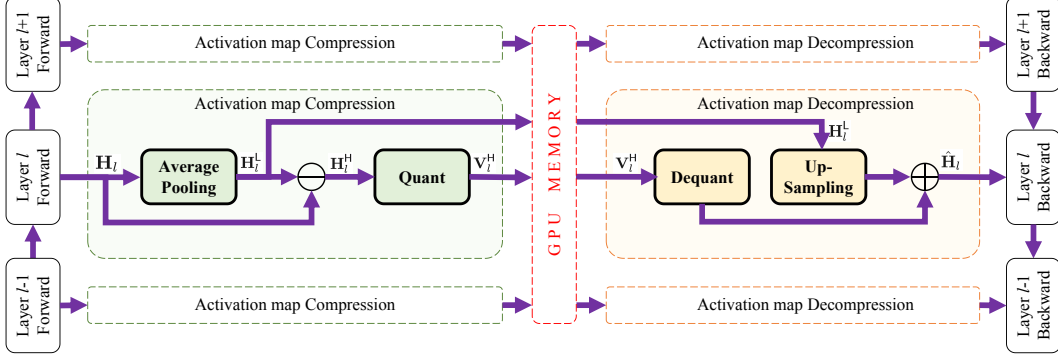 Layer l+1
Forward
Activation map Compression
Activation map Decompression
Layer l+1
Backward
Layer l
Forward
Activation map Compression
H_l
Average
Pooling
H_l^L
H_l^H
Quant
V_l^H
GPU MEMORY
Activation map Decompression
H_l^L
V_l^H
Dequant
Up-
Sampling
Ĥ_l
Layer l
Backward
Layer l-1
Forward
Activation map Compression
Activation map Decompression
Layer l-1
Backward